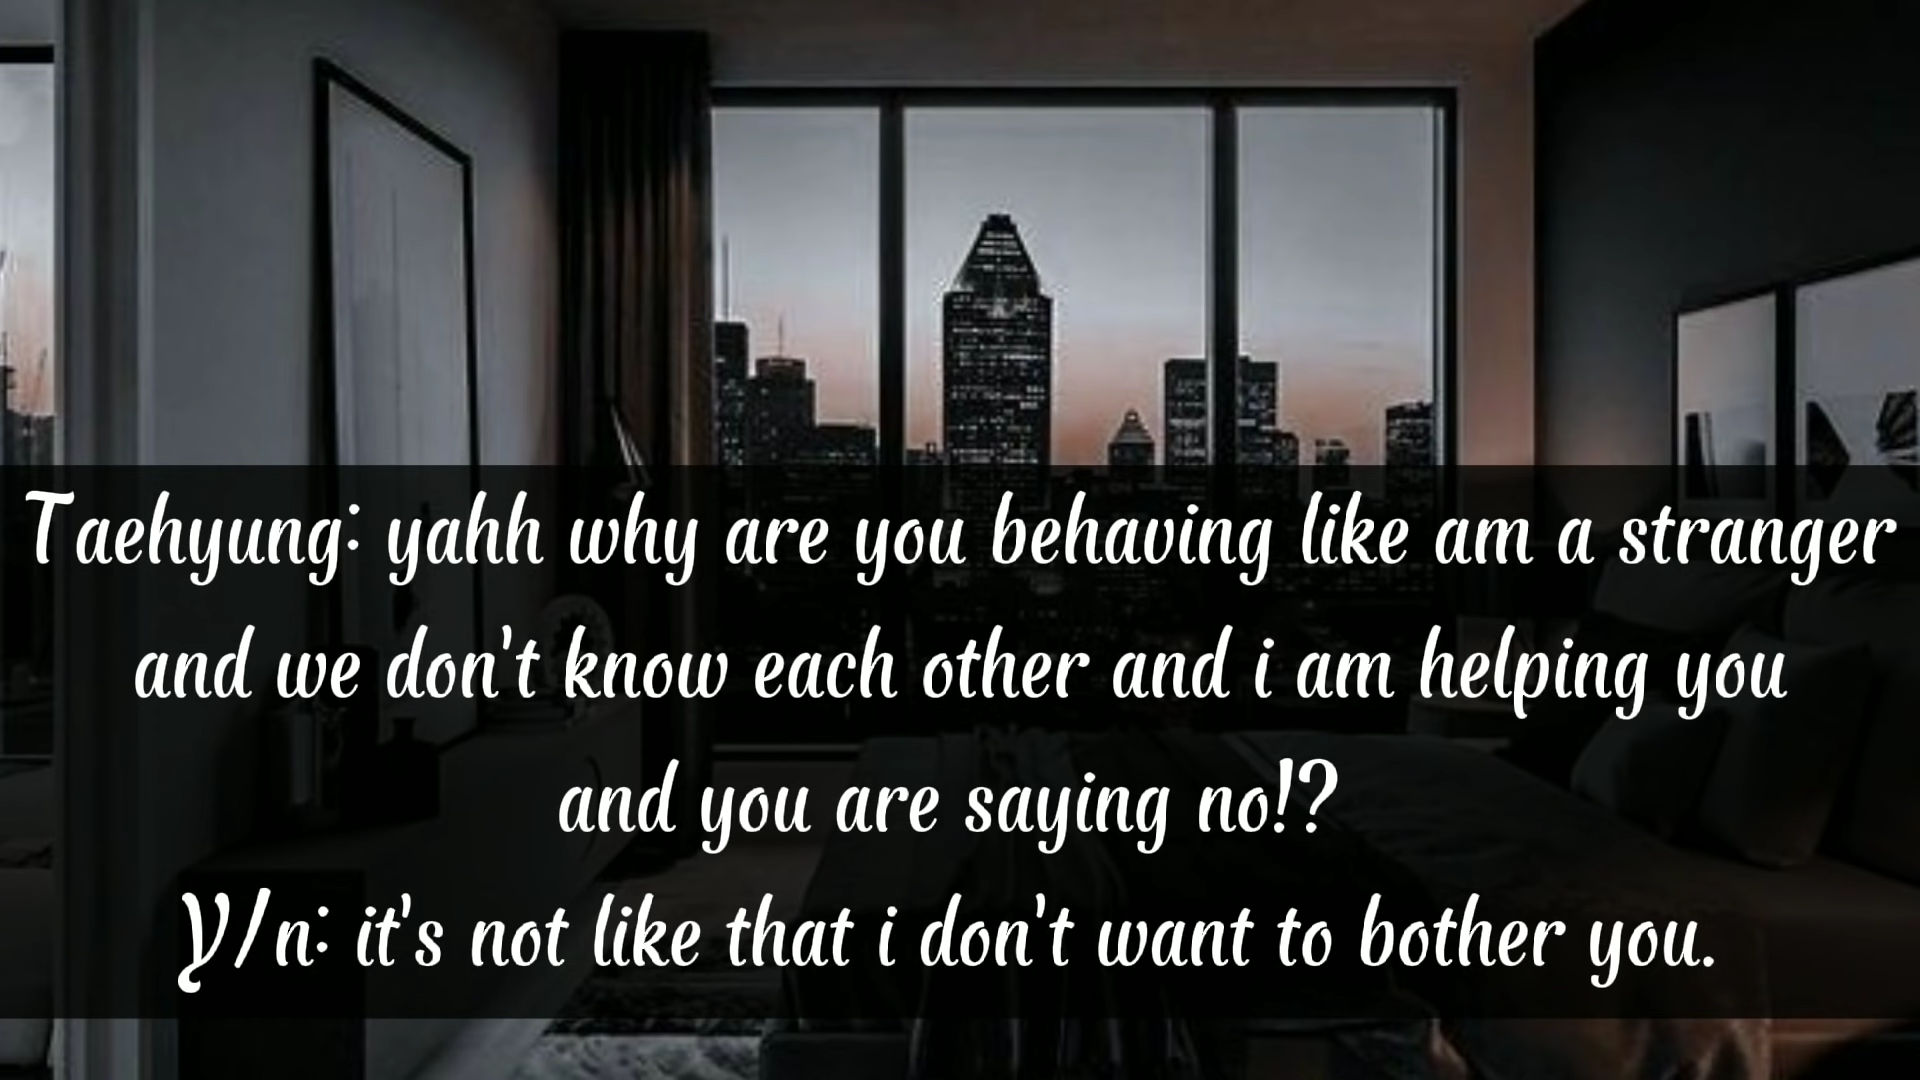 Taehyung: yahh why are you behaving like am a stranger
and we don't know each other and i am helping you
and you are saying no!?
Y/n: it's not like that i don't want to bother you.